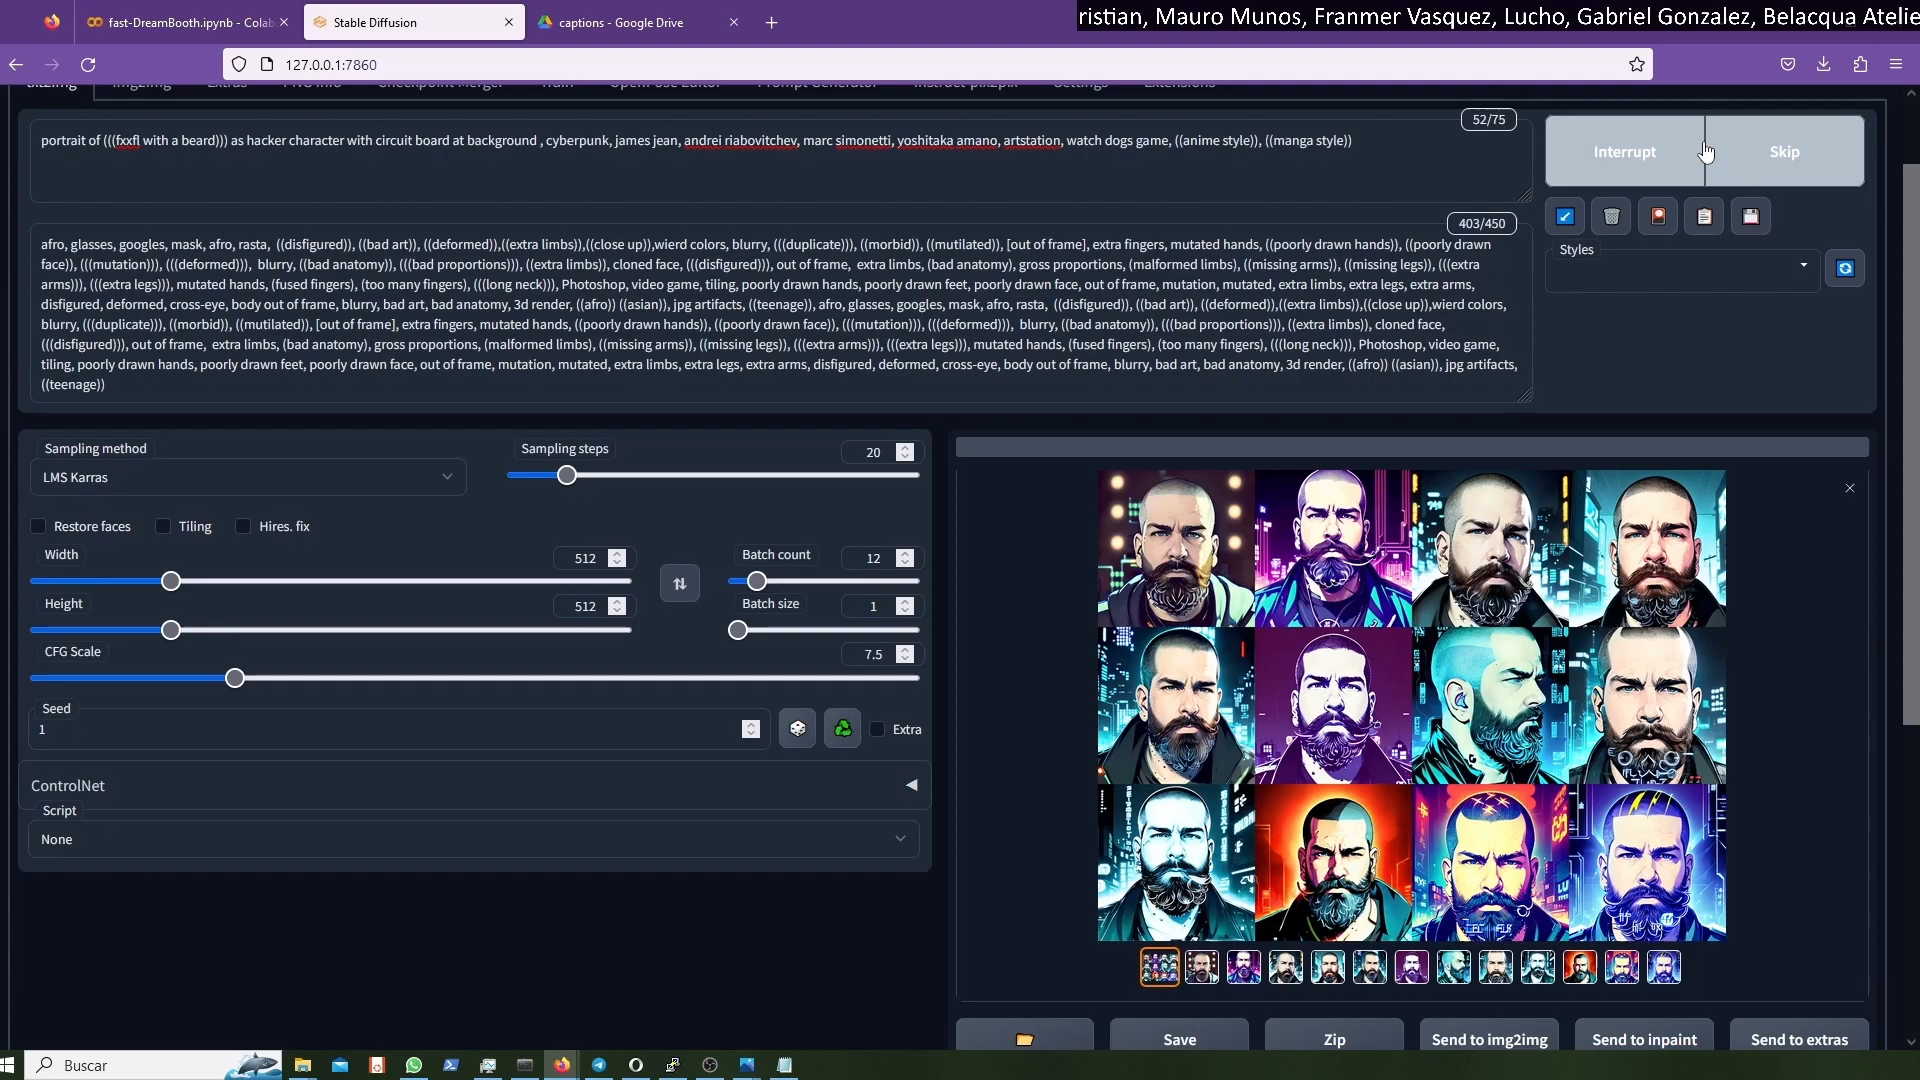 fast-DreamBooth.ipynb - Colab
Stable Diffusion
captions - Google Drive
ristian, Mauro Munos, Franmer Vasquez, Lucho, Gabriel Gonzalez, Belacqua Atelie
127.0.0.1:7860
txt2img img2img Extras PNG Info Checkpoint Merger Train OpenPose Editor Prompt Generator Instruct-pix2pix Settings Extensions
52/75
portrait of (((fxxfl with a beard))) as hacker character with circuit board at background , cyberpunk, james jean, andrei riabovitchev, marc simonetti, yoshitaka amano, artstation, watch dogs game, ((anime style)), ((manga style))
Interrupt
Skip
403/450
afro, glasses, googles, mask, afro, rasta,  ((disfigured)), ((bad art)), ((deformed)),((extra limbs)),((close up)),wierd colors, blurry, (((duplicate))), ((morbid)), ((mutilated)), [out of frame], extra fingers, mutated hands, ((poorly drawn hands)), ((poorly drawn
face)), (((mutation))), (((deformed))),  blurry, ((bad anatomy)), (((bad proportions))), ((extra limbs)), cloned face, (((disfigured))), out of frame,  extra limbs, (bad anatomy), gross proportions, (malformed limbs), ((missing arms)), ((missing legs)), (((extra
arms))), (((extra legs))), mutated hands, (fused fingers), (too many fingers), (((long neck))), Photoshop, video game, tiling, poorly drawn hands, poorly drawn feet, poorly drawn face, out of frame, mutation, mutated, extra limbs, extra legs, extra arms,
disfigured, deformed, cross-eye, body out of frame, blurry, bad art, bad anatomy, 3d render, ((afro)) ((asian)), jpg artifacts, ((teenage)), afro, glasses, googles, mask, afro, rasta,  ((disfigured)), ((bad art)), ((deformed)),((extra limbs)),((close up)),wierd colors,
blurry, (((duplicate))), ((morbid)), ((mutilated)), [out of frame], extra fingers, mutated hands, ((poorly drawn hands)), ((poorly drawn face)), (((mutation))), (((deformed))),  blurry, ((bad anatomy)), (((bad proportions))), ((extra limbs)), cloned face,
(((disfigured))), out of frame,  extra limbs, (bad anatomy), gross proportions, (malformed limbs), ((missing arms)), ((missing legs)), (((extra arms))), (((extra legs))), mutated hands, (fused fingers), (too many fingers), (((long neck))), Photoshop, video game,
tiling, poorly drawn hands, poorly drawn feet, poorly drawn face, out of frame, mutation, mutated, extra limbs, extra legs, extra arms, disfigured, deformed, cross-eye, body out of frame, blurry, bad art, bad anatomy, 3d render, ((afro)) ((asian)), jpg artifacts,
((teenage))
Styles
Sampling method
LMS Karras
Sampling steps
20
Restore faces
Tiling
Hires. fix
Width
512
Batch count
12
Height
512
Batch size
1
CFG Scale
7.5
Seed
1
Extra
ControlNet
Script
None
Save
Zip
Send to img2img
Send to inpaint
Send to extras
Buscar